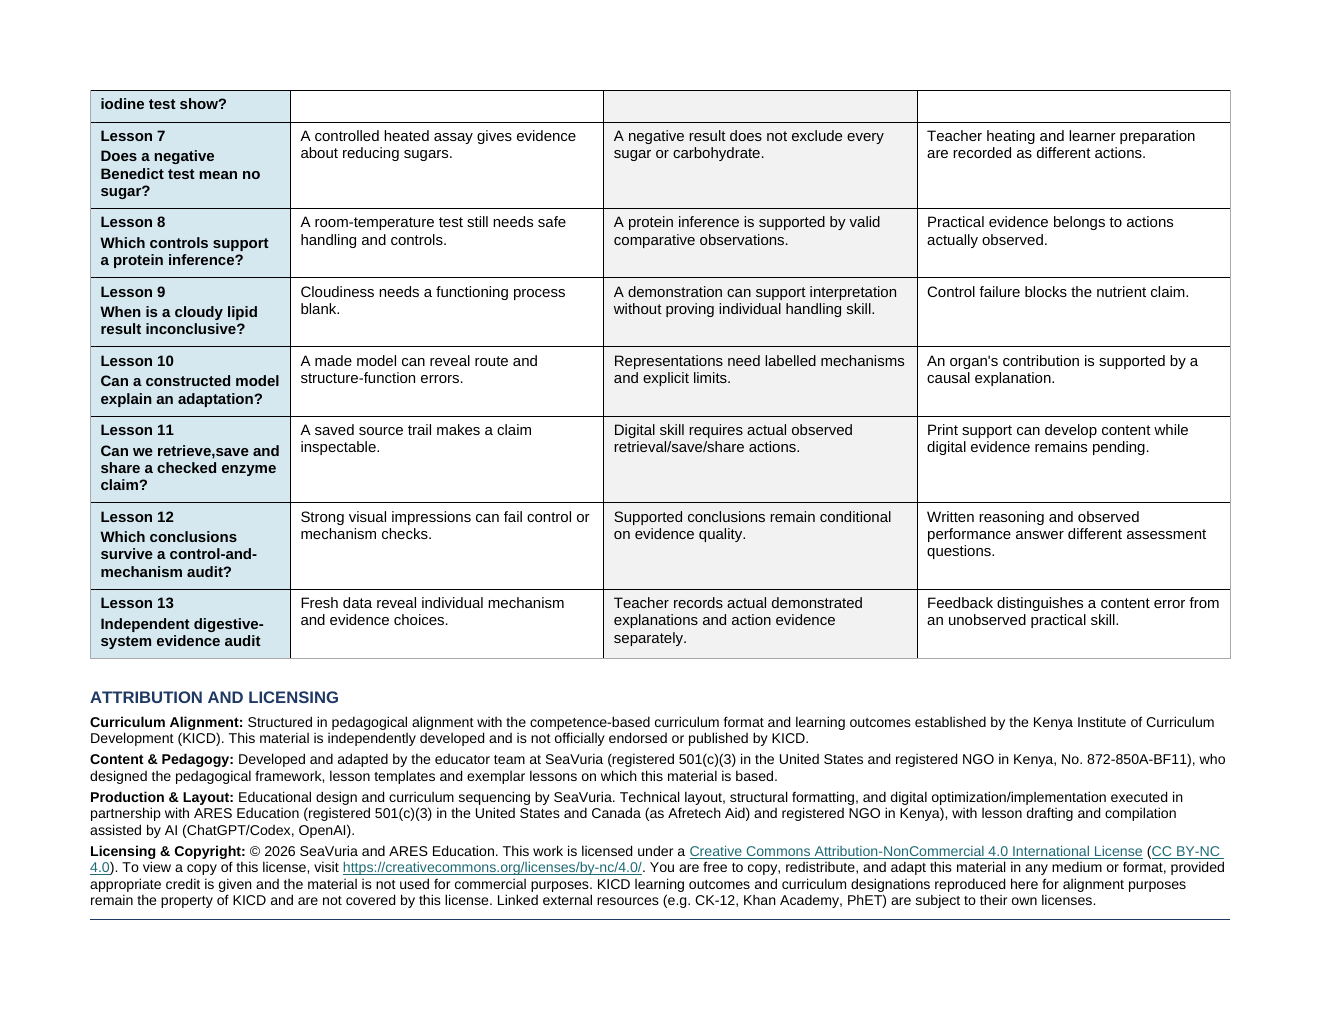 iodine test show?
Lesson 7
Does a negative
Benedict test mean no
sugar?
A controlled heated assay gives evidence
about reducing sugars.
A negative result does not exclude every
sugar or carbohydrate.
Teacher heating and learner preparation
are recorded as different actions.
Lesson 8
Which controls support
a protein inference?
A room-temperature test still needs safe
handling and controls.
A protein inference is supported by valid
comparative observations.
Practical evidence belongs to actions
actually observed.
Lesson 9
When is a cloudy lipid
result inconclusive?
Cloudiness needs a functioning process
blank.
A demonstration can support interpretation
without proving individual handling skill.
Control failure blocks the nutrient claim.
Lesson 10
Can a constructed model
explain an adaptation?
A made model can reveal route and
structure-function errors.
Representations need labelled mechanisms
and explicit limits.
An organ's contribution is supported by a
causal explanation.
Lesson 11
Can we retrieve,save and
share a checked enzyme
claim?
A saved source trail makes a claim
inspectable.
Digital skill requires actual observed
retrieval/save/share actions.
Print support can develop content while
digital evidence remains pending.
Lesson 12
Which conclusions
survive a control-and-
mechanism audit?
Strong visual impressions can fail control or
mechanism checks.
Supported conclusions remain conditional
on evidence quality.
Written reasoning and observed
performance answer different assessment
questions.
Lesson 13
Independent digestive-
system evidence audit
Fresh data reveal individual mechanism
and evidence choices.
Teacher records actual demonstrated
explanations and action evidence
separately.
Feedback distinguishes a content error from
an unobserved practical skill.
ATTRIBUTION AND LICENSING
Curriculum Alignment: Structured in pedagogical alignment with the competence-based curriculum format and learning outcomes established by the Kenya Institute of Curriculum
Development (KICD). This material is independently developed and is not officially endorsed or published by KICD.
Content & Pedagogy: Developed and adapted by the educator team at SeaVuria (registered 501(c)(3) in the United States and registered NGO in Kenya, No. 872-850A-BF11), who
designed the pedagogical framework, lesson templates and exemplar lessons on which this material is based.
Production & Layout: Educational design and curriculum sequencing by SeaVuria. Technical layout, structural formatting, and digital optimization/implementation executed in
partnership with ARES Education (registered 501(c)(3) in the United States and Canada (as Afretech Aid) and registered NGO in Kenya), with lesson drafting and compilation
assisted by AI (ChatGPT/Codex, OpenAI).
Licensing & Copyright: © 2026 SeaVuria and ARES Education. This work is licensed under a Creative Commons Attribution-NonCommercial 4.0 International License (CC BY-NC
4.0). To view a copy of this license, visit https://creativecommons.org/licenses/by-nc/4.0/. You are free to copy, redistribute, and adapt this material in any medium or format, provided
appropriate credit is given and the material is not used for commercial purposes. KICD learning outcomes and curriculum designations reproduced here for alignment purposes
remain the property of KICD and are not covered by this license. Linked external resources (e.g. CK-12, Khan Academy, PhET) are subject to their own licenses.